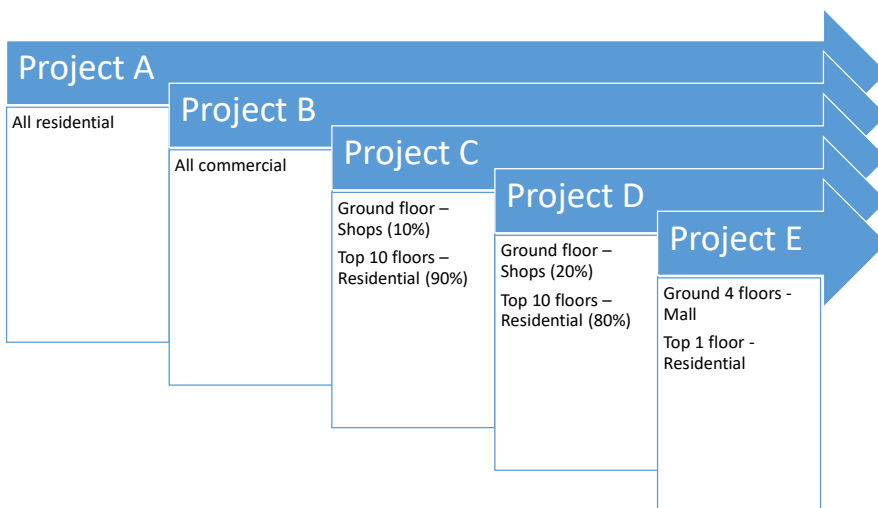 Project A
All residential
Project B
All commercial
Project C
Ground floor –
Shops (10%)
Top 10 floors –
Residential (90%)
Project D
Ground floor –
Shops (20%)
Top 10 floors –
Residential (80%)
Project E
Ground 4 floors -
Mall
Top 1 floor -
Residential